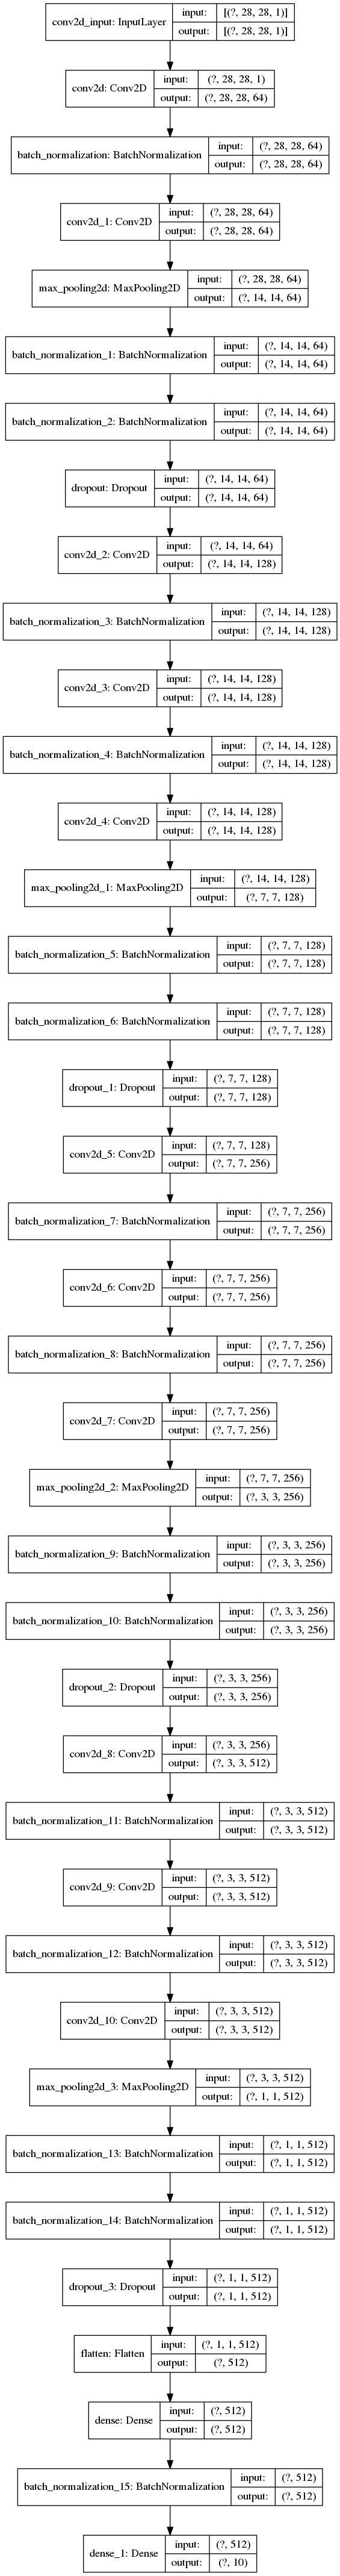 conv2d_input: InputLayer input: [(?, 28, 28, 1)]
output: [(?, 28, 28, 1)]
conv2d: Conv2D input: (?, 28, 28, 1)
output: (?, 28, 28, 64)
batch_normalization: BatchNormalization input: (?, 28, 28, 64)
output: (?, 28, 28, 64)
conv2d_1: Conv2D input: (?, 28, 28, 64)
output: (?, 28, 28, 64)
max_pooling2d: MaxPooling2D input: (?, 28, 28, 64)
output: (?, 14, 14, 64)
batch_normalization_1: BatchNormalization input: (?, 14, 14, 64)
output: (?, 14, 14, 64)
batch_normalization_2: BatchNormalization input: (?, 14, 14, 64)
output: (?, 14, 14, 64)
dropout: Dropout input: (?, 14, 14, 64)
output: (?, 14, 14, 64)
conv2d_2: Conv2D input: (?, 14, 14, 64)
output: (?, 14, 14, 128)
batch_normalization_3: BatchNormalization input: (?, 14, 14, 128)
output: (?, 14, 14, 128)
conv2d_3: Conv2D input: (?, 14, 14, 128)
output: (?, 14, 14, 128)
batch_normalization_4: BatchNormalization input: (?, 14, 14, 128)
output: (?, 14, 14, 128)
conv2d_4: Conv2D input: (?, 14, 14, 128)
output: (?, 14, 14, 128)
max_pooling2d_1: MaxPooling2D input: (?, 14, 14, 128)
output: (?, 7, 7, 128)
batch_normalization_5: BatchNormalization input: (?, 7, 7, 128)
output: (?, 7, 7, 128)
batch_normalization_6: BatchNormalization input: (?, 7, 7, 128)
output: (?, 7, 7, 128)
dropout_1: Dropout input: (?, 7, 7, 128)
output: (?, 7, 7, 128)
conv2d_5: Conv2D input: (?, 7, 7, 128)
output: (?, 7, 7, 256)
batch_normalization_7: BatchNormalization input: (?, 7, 7, 256)
output: (?, 7, 7, 256)
conv2d_6: Conv2D input: (?, 7, 7, 256)
output: (?, 7, 7, 256)
batch_normalization_8: BatchNormalization input: (?, 7, 7, 256)
output: (?, 7, 7, 256)
conv2d_7: Conv2D input: (?, 7, 7, 256)
output: (?, 7, 7, 256)
max_pooling2d_2: MaxPooling2D input: (?, 7, 7, 256)
output: (?, 3, 3, 256)
batch_normalization_9: BatchNormalization input: (?, 3, 3, 256)
output: (?, 3, 3, 256)
batch_normalization_10: BatchNormalization input: (?, 3, 3, 256)
output: (?, 3, 3, 256)
dropout_2: Dropout input: (?, 3, 3, 256)
output: (?, 3, 3, 256)
conv2d_8: Conv2D input: (?, 3, 3, 256)
output: (?, 3, 3, 512)
batch_normalization_11: BatchNormalization input: (?, 3, 3, 512)
output: (?, 3, 3, 512)
conv2d_9: Conv2D input: (?, 3, 3, 512)
output: (?, 3, 3, 512)
batch_normalization_12: BatchNormalization input: (?, 3, 3, 512)
output: (?, 3, 3, 512)
conv2d_10: Conv2D input: (?, 3, 3, 512)
output: (?, 3, 3, 512)
max_pooling2d_3: MaxPooling2D input: (?, 3, 3, 512)
output: (?, 1, 1, 512)
batch_normalization_13: BatchNormalization input: (?, 1, 1, 512)
output: (?, 1, 1, 512)
batch_normalization_14: BatchNormalization input: (?, 1, 1, 512)
output: (?, 1, 1, 512)
dropout_3: Dropout input: (?, 1, 1, 512)
output: (?, 1, 1, 512)
flatten: Flatten input: (?, 1, 1, 512)
output: (?, 512)
dense: Dense input: (?, 512)
output: (?, 512)
batch_normalization_15: BatchNormalization input: (?, 512)
output: (?, 512)
dense_1: Dense input: (?, 512)
output: (?, 10)